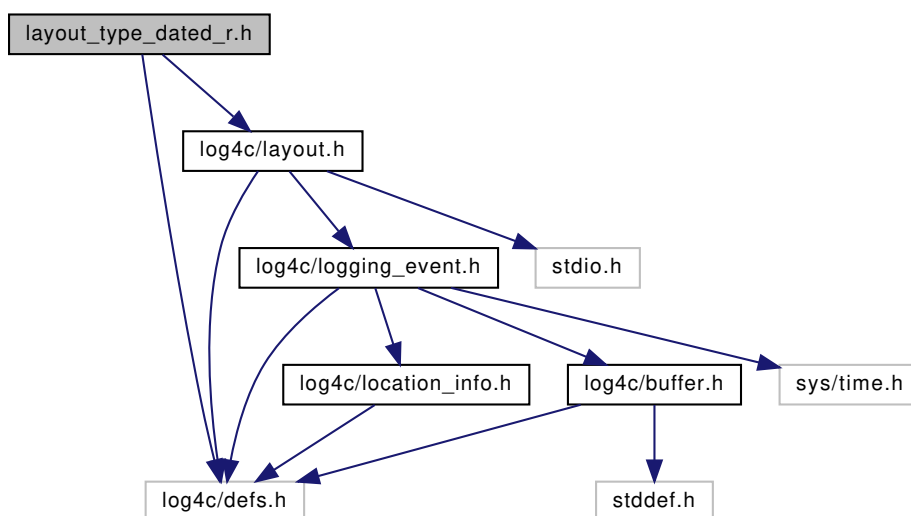 layout_type_dated_r.h
log4c/layout.h
log4c/logging_event.h
stdio.h
log4c/location_info.h
log4c/buffer.h
sys/time.h
log4c/defs.h
stddef.h